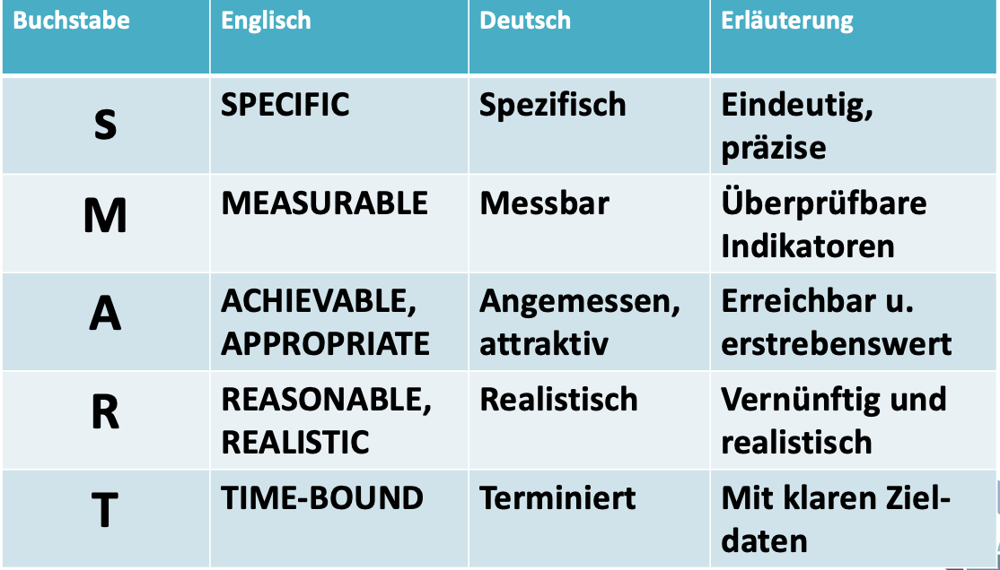 Buchstabe Englisch Deutsch Erläuterung
S SPECIFIC Spezifisch Eindeutig,
präzise
M MEASURABLE Messbar Überprüfbare
Indikatoren
A ACHIEVABLE, Angemessen, Erreichbar u.
APPROPRIATE attraktiv erstrebenswert
R REASONABLE, Realistisch Vernünftig und
REALISTIC realistisch
T TIME-BOUND Terminiert Mit klaren Ziel-
daten